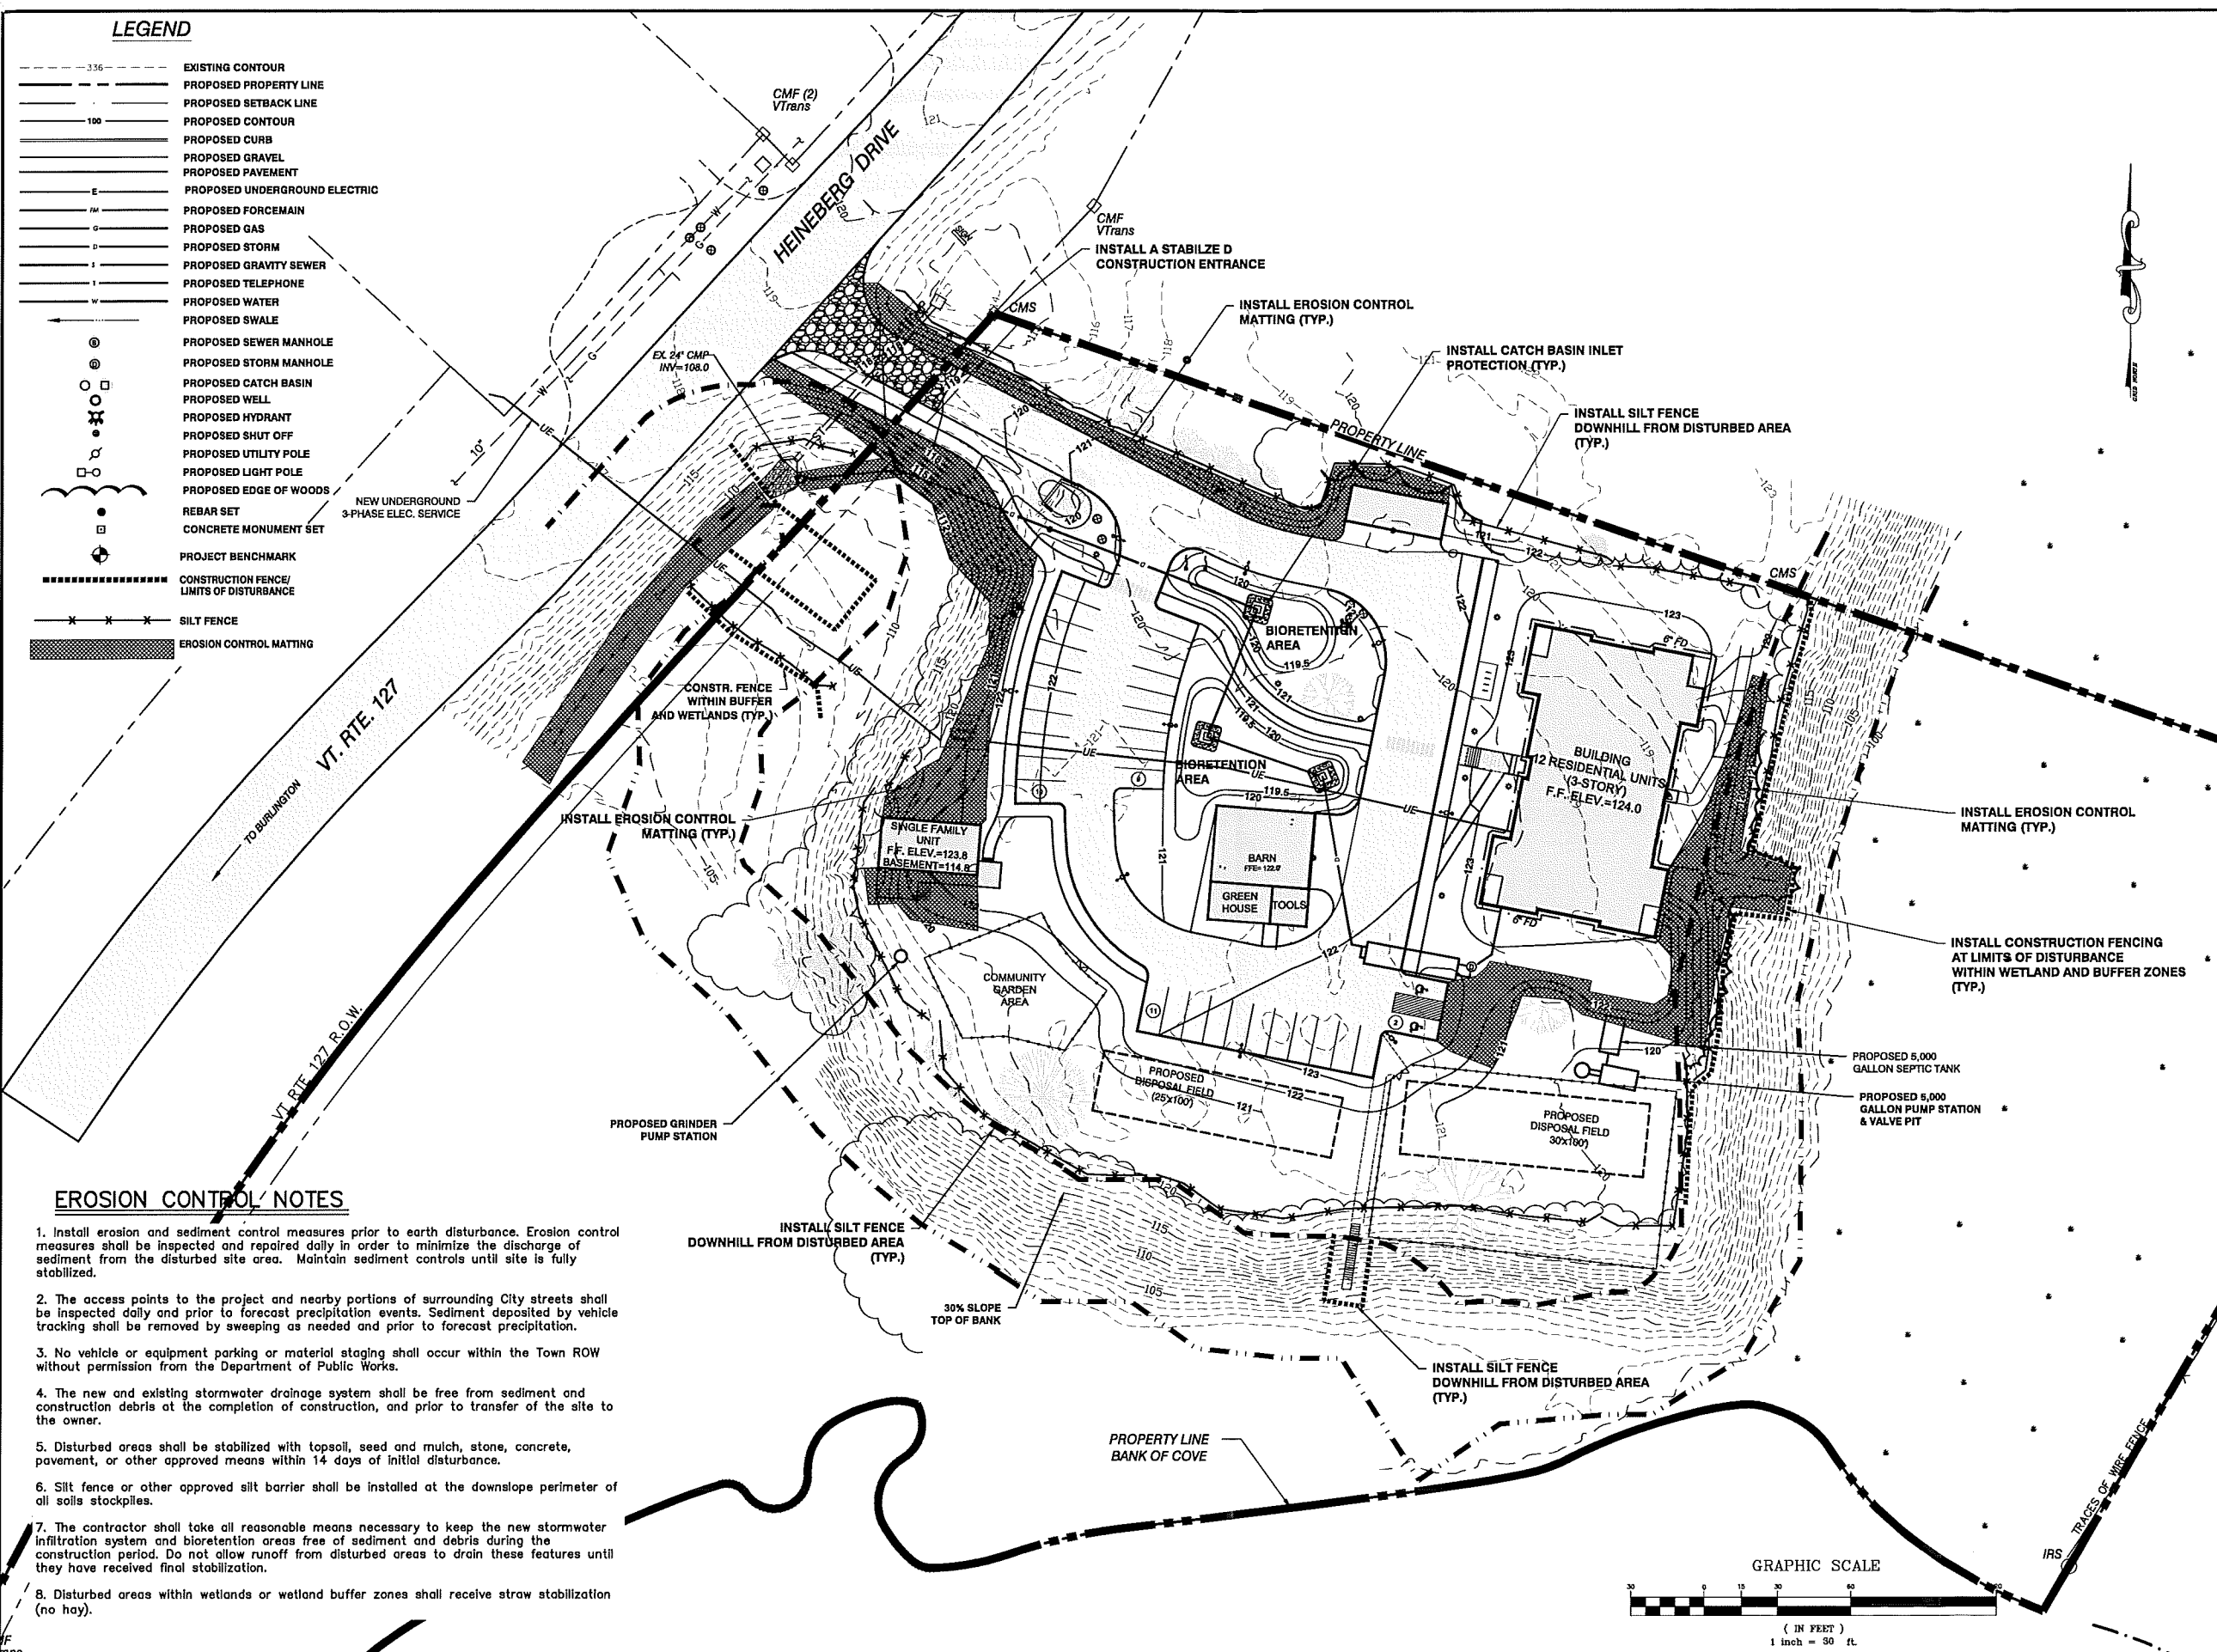 LEGEND
336
EXISTING CONTOUR
PROPOSED PROPERTY LINE
PROPOSED SETBACK LINE
100
PROPOSED CONTOUR
PROPOSED CURB
PROPOSED GRAVEL
PROPOSED PAVEMENT
E
PROPOSED UNDERGROUND ELECTRIC
FM
PROPOSED FORCEMAIN
G
PROPOSED GAS
D
PROPOSED STORM
S
PROPOSED GRAVITY SEWER
T
PROPOSED TELEPHONE
W
PROPOSED WATER
PROPOSED SWALE
PROPOSED SEWER MANHOLE
D
PROPOSED STORM MANHOLE
PROPOSED CATCH BASIN
PROPOSED WELL
PROPOSED HYDRANT
PROPOSED SHUT OFF
PROPOSED UTILITY POLE
PROPOSED LIGHT POLE
PROPOSED EDGE OF WOODS
REBAR SET
CONCRETE MONUMENT SET
PROJECT BENCHMARK
CONSTRUCTION FENCE/
LIMITS OF DISTURBANCE
SILT FENCE
EROSION CONTROL MATTING
CMF (2)
VTrans
HEINEBERG DRIVE
CMF
VTrans
INSTALL A STABILZE D
CONSTRUCTION ENTRANCE
SIGN
CMS
INSTALL EROSION CONTROL
MATTING (TYP.)
INSTALL CATCH BASIN INLET
PROTECTION (TYP.)
INSTALL SILT FENCE
DOWNHILL FROM DISTURBED AREA
(TYP.)
PROPERTY LINE
CMS
GRID NORTH
EX. 24" CMP
INV=108.0
10"
NEW UNDERGROUND
3-PHASE ELEC. SERVICE
UE
CONSTR. FENCE
WITHIN BUFFER
AND WETLANDS (TYP.)
VT. RTE. 127
TO BURLINGTON
VT RTE 127 R.O.W.
INSTALL EROSION CONTROL
MATTING (TYP.)
SINGLE FAMILY
UNIT
F.F. ELEV.=123.8
BASEMENT=114.8
BIORETENTION
AREA
BIORETENTION
AREA
BARN
FFE=122.0'
GREEN
HOUSE
TOOLS
BUILDING
12 RESIDENTIAL UNITS
(3-STORY)
F.F. ELEV.=124.0
6" FD
6" FD
INSTALL EROSION CONTROL
MATTING (TYP.)
INSTALL CONSTRUCTION FENCING
AT LIMITS OF DISTURBANCE
WITHIN WETLAND AND BUFFER ZONES
(TYP.)
COMMUNITY
GARDEN
AREA
PROPOSED
DISPOSAL FIELD
(25x100')
PROPOSED
DISPOSAL FIELD
30x100')
PROPOSED 5,000
GALLON SEPTIC TANK
PROPOSED 5,000
GALLON PUMP STATION
& VALVE PIT
PROPOSED GRINDER
PUMP STATION
INSTALL SILT FENCE
DOWNHILL FROM DISTURBED AREA
(TYP.)
30% SLOPE
TOP OF BANK
INSTALL SILT FENCE
DOWNHILL FROM DISTURBED AREA
(TYP.)
PROPERTY LINE
BANK OF COVE
TRACES OF WIRE FENCE
IRS
EROSION CONTROL NOTES
1. Install erosion and sediment control measures prior to earth disturbance. Erosion control
measures shall be inspected and repaired daily in order to minimize the discharge of
sediment from the disturbed site area. Maintain sediment controls until site is fully
stabilized.
2. The access points to the project and nearby portions of surrounding City streets shall
be inspected daily and prior to forecast precipitation events. Sediment deposited by vehicle
tracking shall be removed by sweeping as needed and prior to forecast precipitation.
3. No vehicle or equipment parking or material staging shall occur within the Town ROW
without permission from the Department of Public Works.
4. The new and existing stormwater drainage system shall be free from sediment and
construction debris at the completion of construction, and prior to transfer of the site to
the owner.
5. Disturbed areas shall be stabilized with topsoil, seed and mulch, stone, concrete,
pavement, or other approved means within 14 days of initial disturbance.
6. Silt fence or other approved silt barrier shall be installed at the downslope perimeter of
all soils stockpiles.
7. The contractor shall take all reasonable means necessary to keep the new stormwater
infiltration system and bioretention areas free of sediment and debris during the
construction period. Do not allow runoff from disturbed areas to drain these features until
they have received final stabilization.
8. Disturbed areas within wetlands or wetland buffer zones shall receive straw stabilization
(no hay).
GRAPHIC SCALE
30 0 15 30 60
( IN FEET )
1 inch = 30 ft.